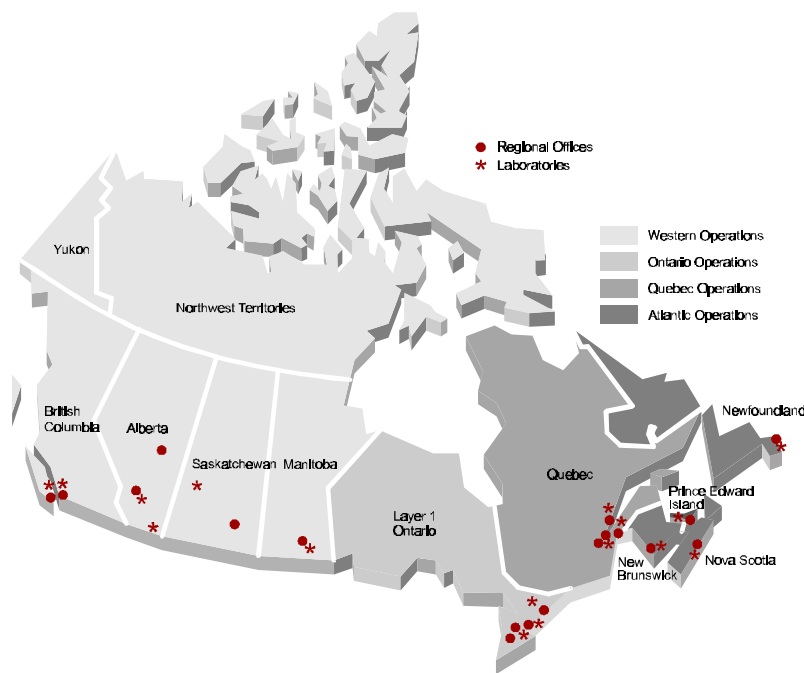 Regional Offices
Laboratories
Western Operations
Ontario Operations
Quebec Operations
Atlantic Operations
Yukon
Northwest Territories
British
Columbia
Alberta
Saskatchewan
Manitoba
Layer 1
Ontario
Quebec
Newfoundland
Prince Edward
Island
New
Brunswick
Nova Scotia